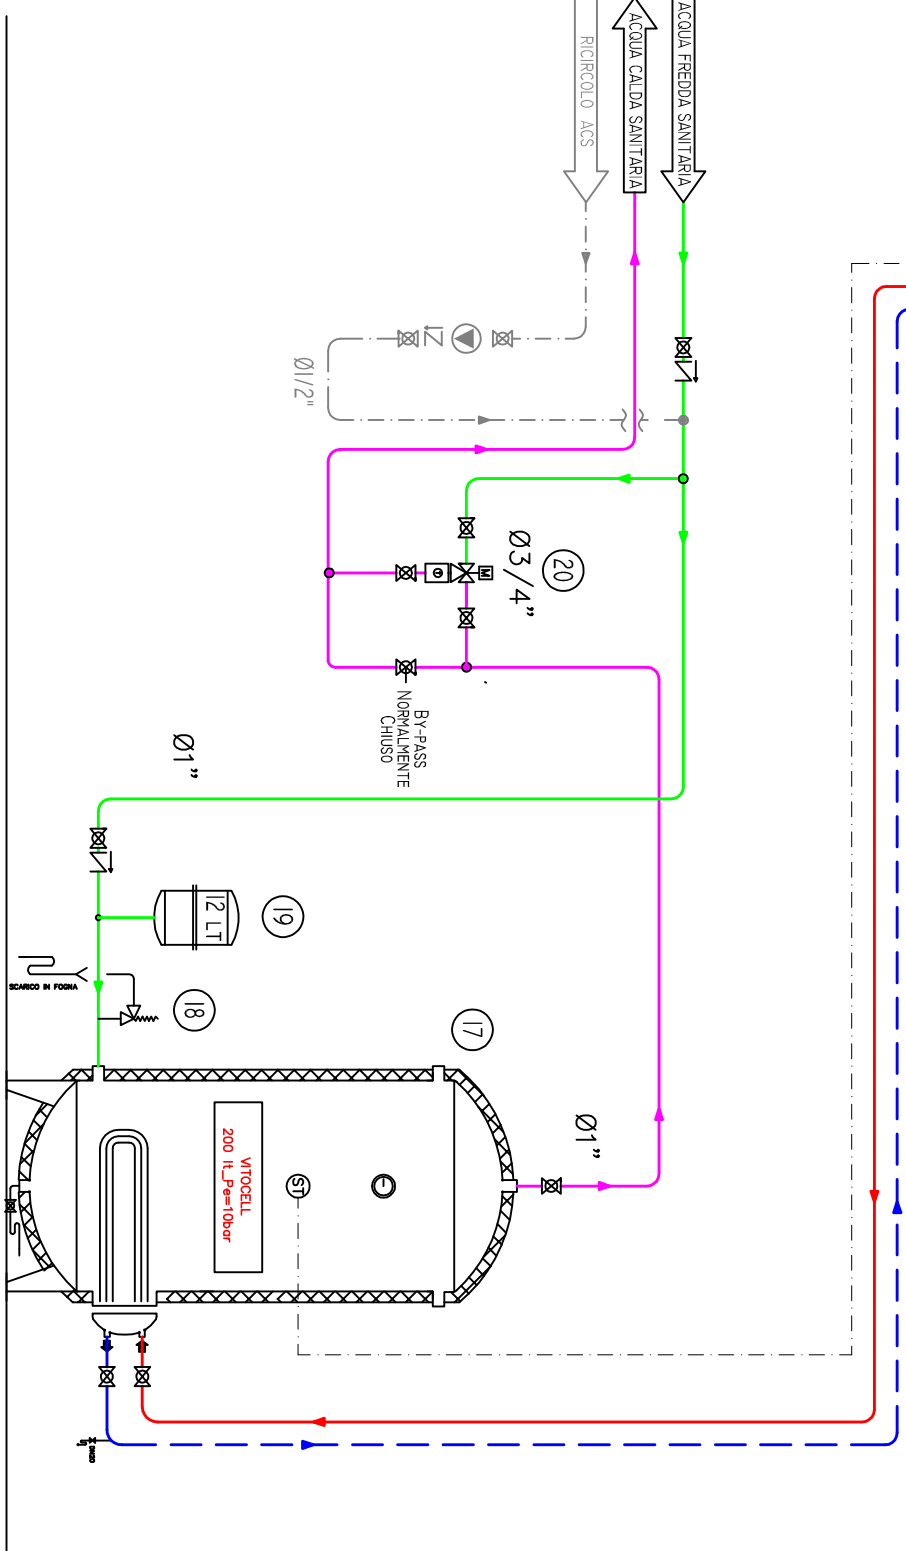 ACQUA FREDDA SANITARIA
ACQUA CALDA SANITARIA
RICIRCOLO ACS
Ø1/2"
20
Ø3/4"
M
T
BY-PASS
NORMALMENTE
CHIUSO
Ø1"
19
12 LT
18
SCARICO IN FOGNA
17
Ø1"
VITOCELL
200 lt_Pe=10bar
ST
DN20